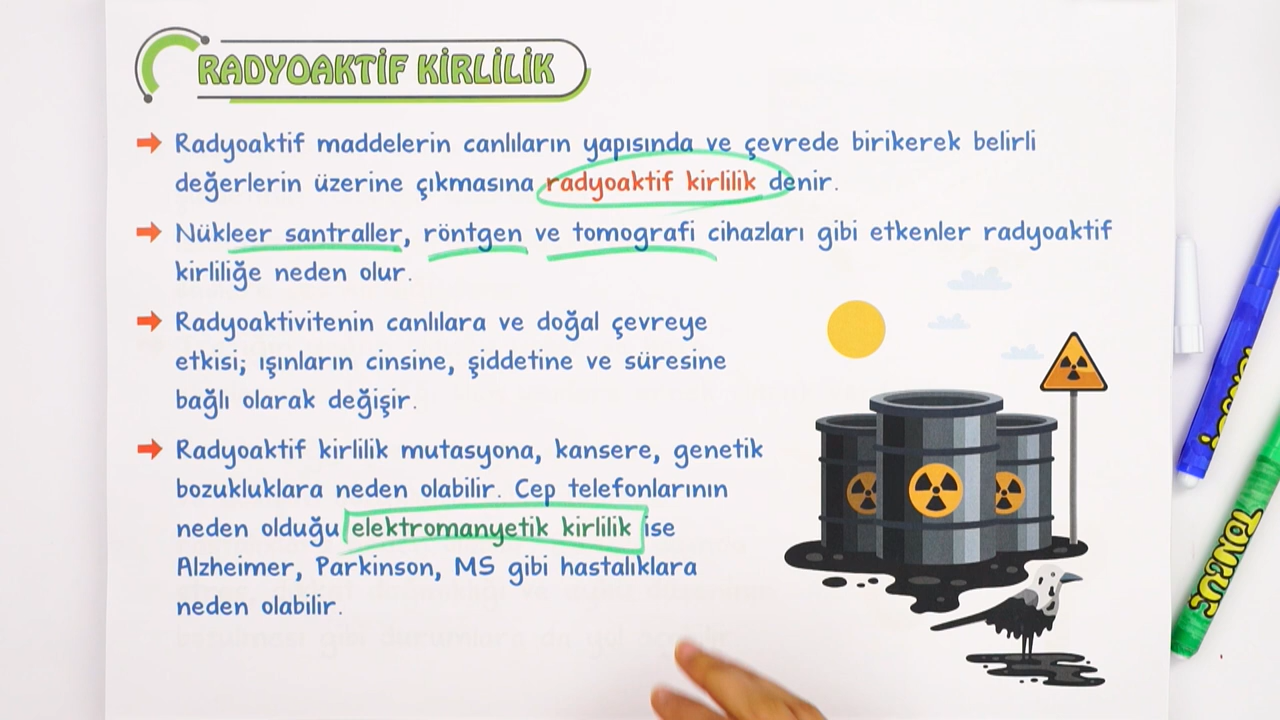 RADYOAKTİF KİRLİLİK
Radyoaktif maddelerin canlıların yapısında ve çevrede birikerek belirli
değerlerin üzerine çıkmasına radyoaktif kirlilik denir.
Nükleer santraller, röntgen ve tomografi cihazları gibi etkenler radyoaktif
kirliliğe neden olur.
Radyoaktivitenin canlılara ve doğal çevreye
etkisi; ışınların cinsine, şiddetine ve süresine
bağlı olarak değişir.
Radyoaktif kirlilik mutasyona, kansere, genetik
bozukluklara neden olabilir. Cep telefonlarının
neden olduğu elektromanyetik kirlilik ise
Alzheimer, Parkinson, MS gibi hastalıklara
neden olabilir.
TONGUÇ